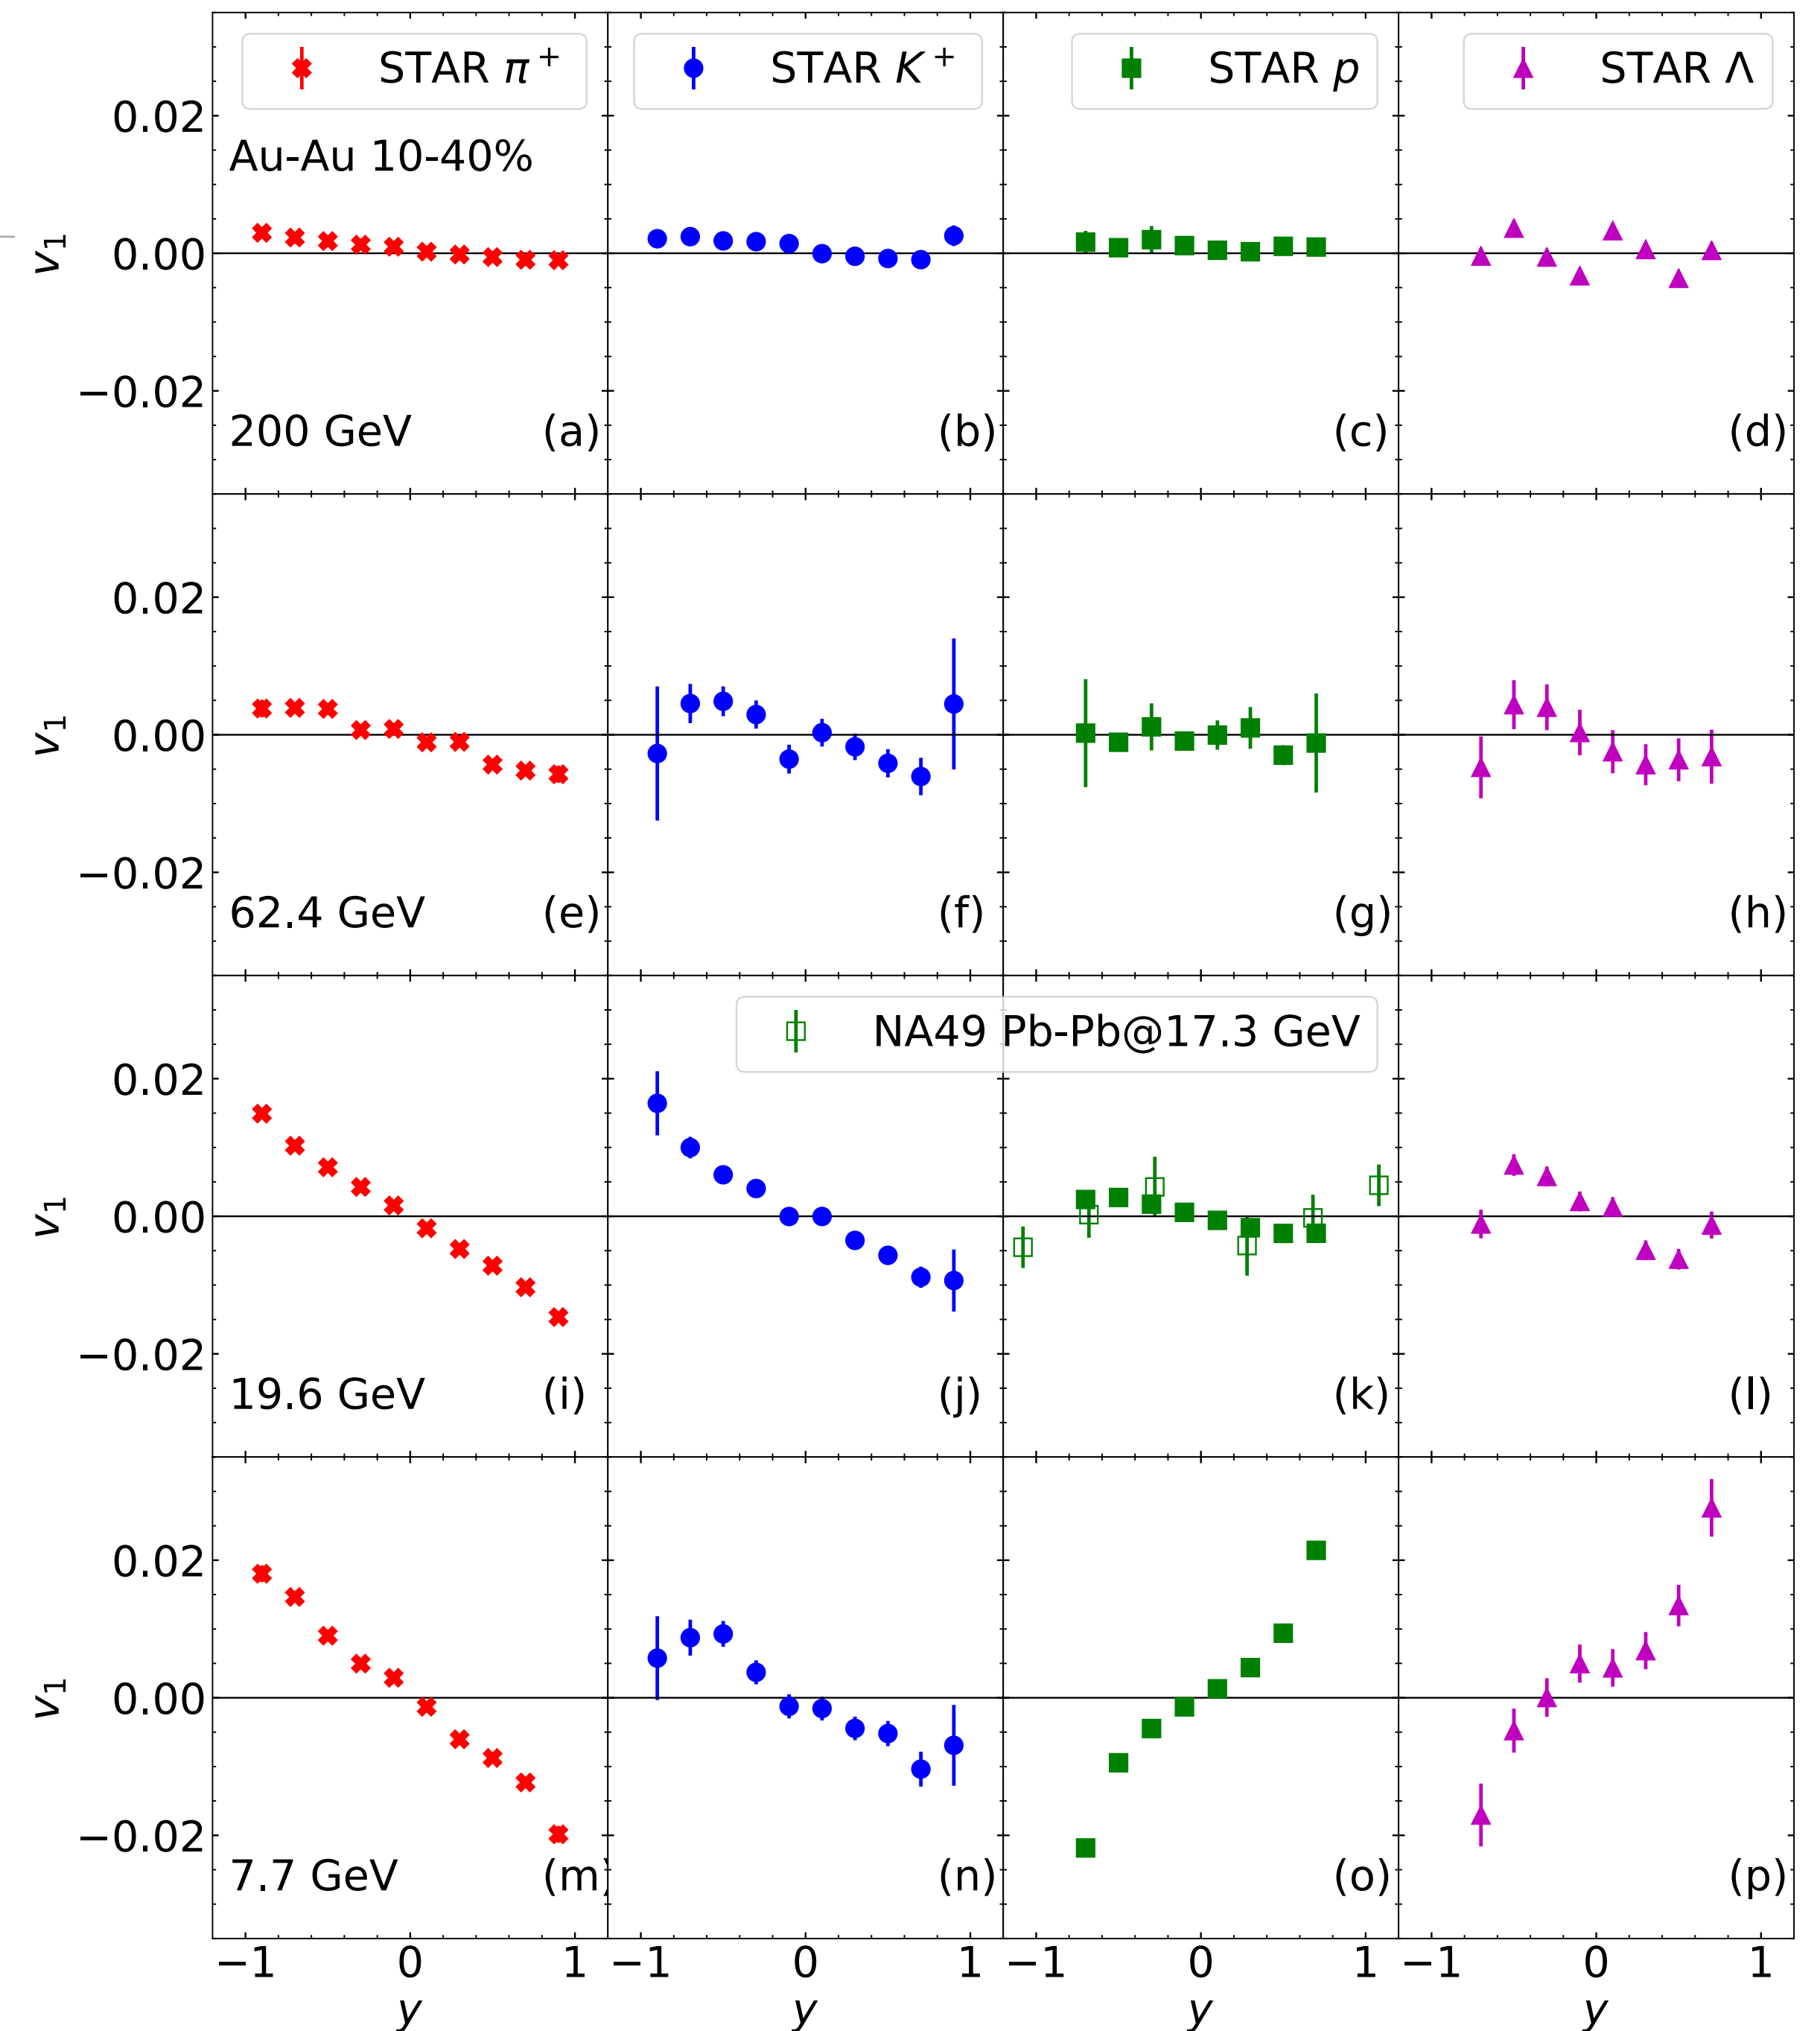 STAR π⁺
STAR K⁺
STAR p
STAR Λ
0.02
Au-Au 10-40%
v₁
0.00
−0.02
200 GeV
(a)
(b)
(c)
(d)
0.02
v₁
0.00
−0.02
62.4 GeV
(e)
(f)
(g)
(h)
NA49 Pb-Pb@17.3 GeV
0.02
v₁
0.00
−0.02
19.6 GeV
(i)
(j)
(k)
(l)
0.02
v₁
0.00
−0.02
7.7 GeV
(m)
(n)
(o)
(p)
−1 0 1
−1 0 1
−1 0 1
−1 0 1
y
y
y
y